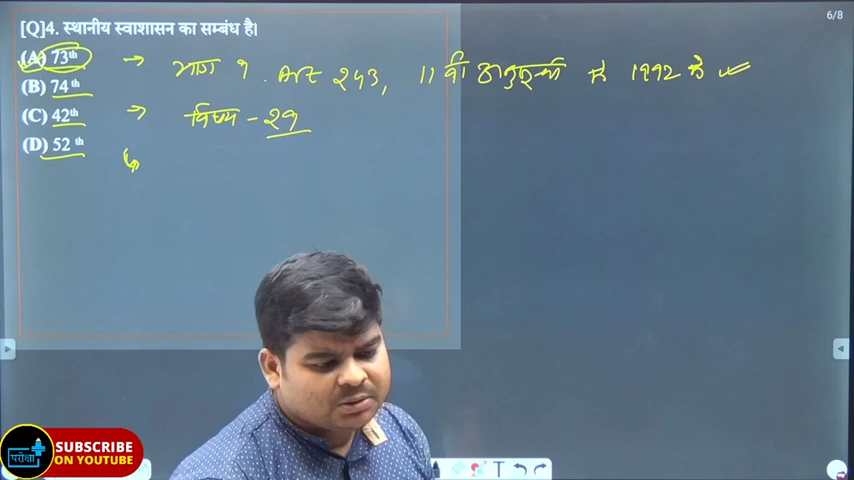 6/8
[Q]4. स्थानीय स्वाशासन का सम्बंध है।
(A) 73th → भाग 9. Art 243, 11 वी अनुसूची से 1992 में
(B) 74th
(C) 42th → विषय - 29
(D) 52th
परीक्षा
SUBSCRIBE
ON YOUTUBE
T